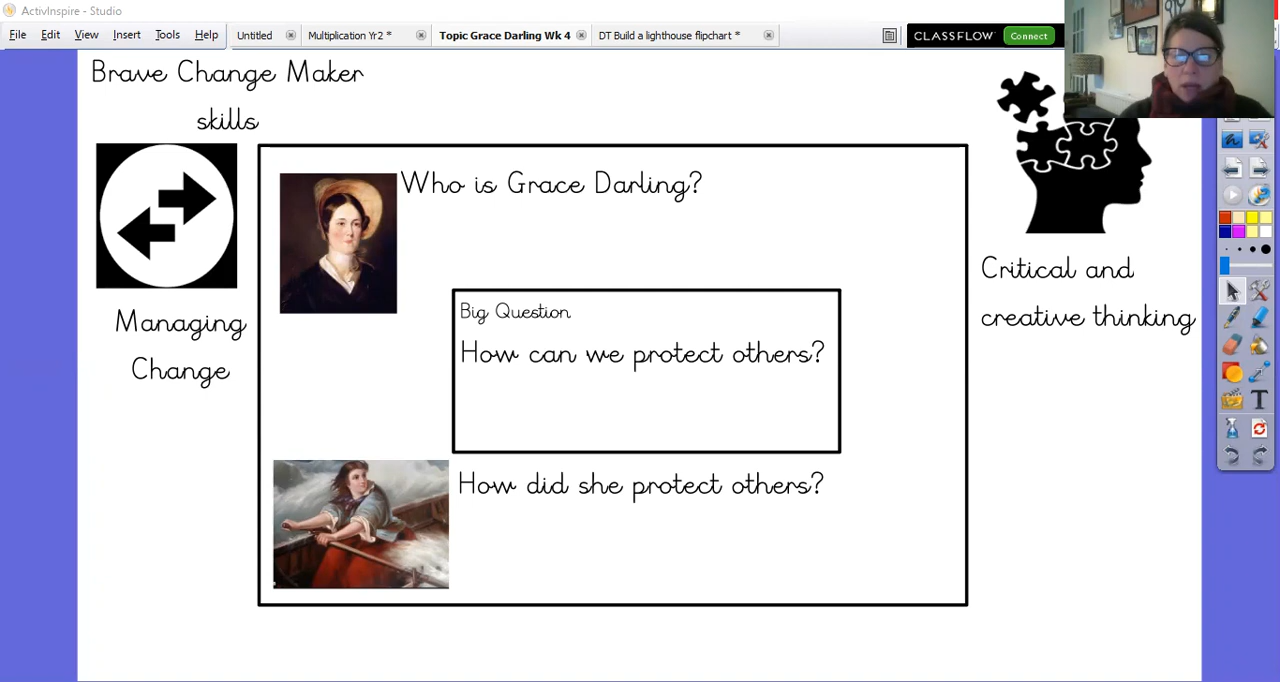 ActivInspire - Studio
File Edit View Insert Tools Help
Untitled
Multiplication Yr2 *
Topic Grace Darling Wk 4
DT Build a lighthouse flipchart *
CLASSFLOW
Connect
Brave Change Maker
skills
Managing
Change
Who is Grace Darling?
Big Question
How can we protect others?
How did she protect others?
Critical and
creative thinking
T